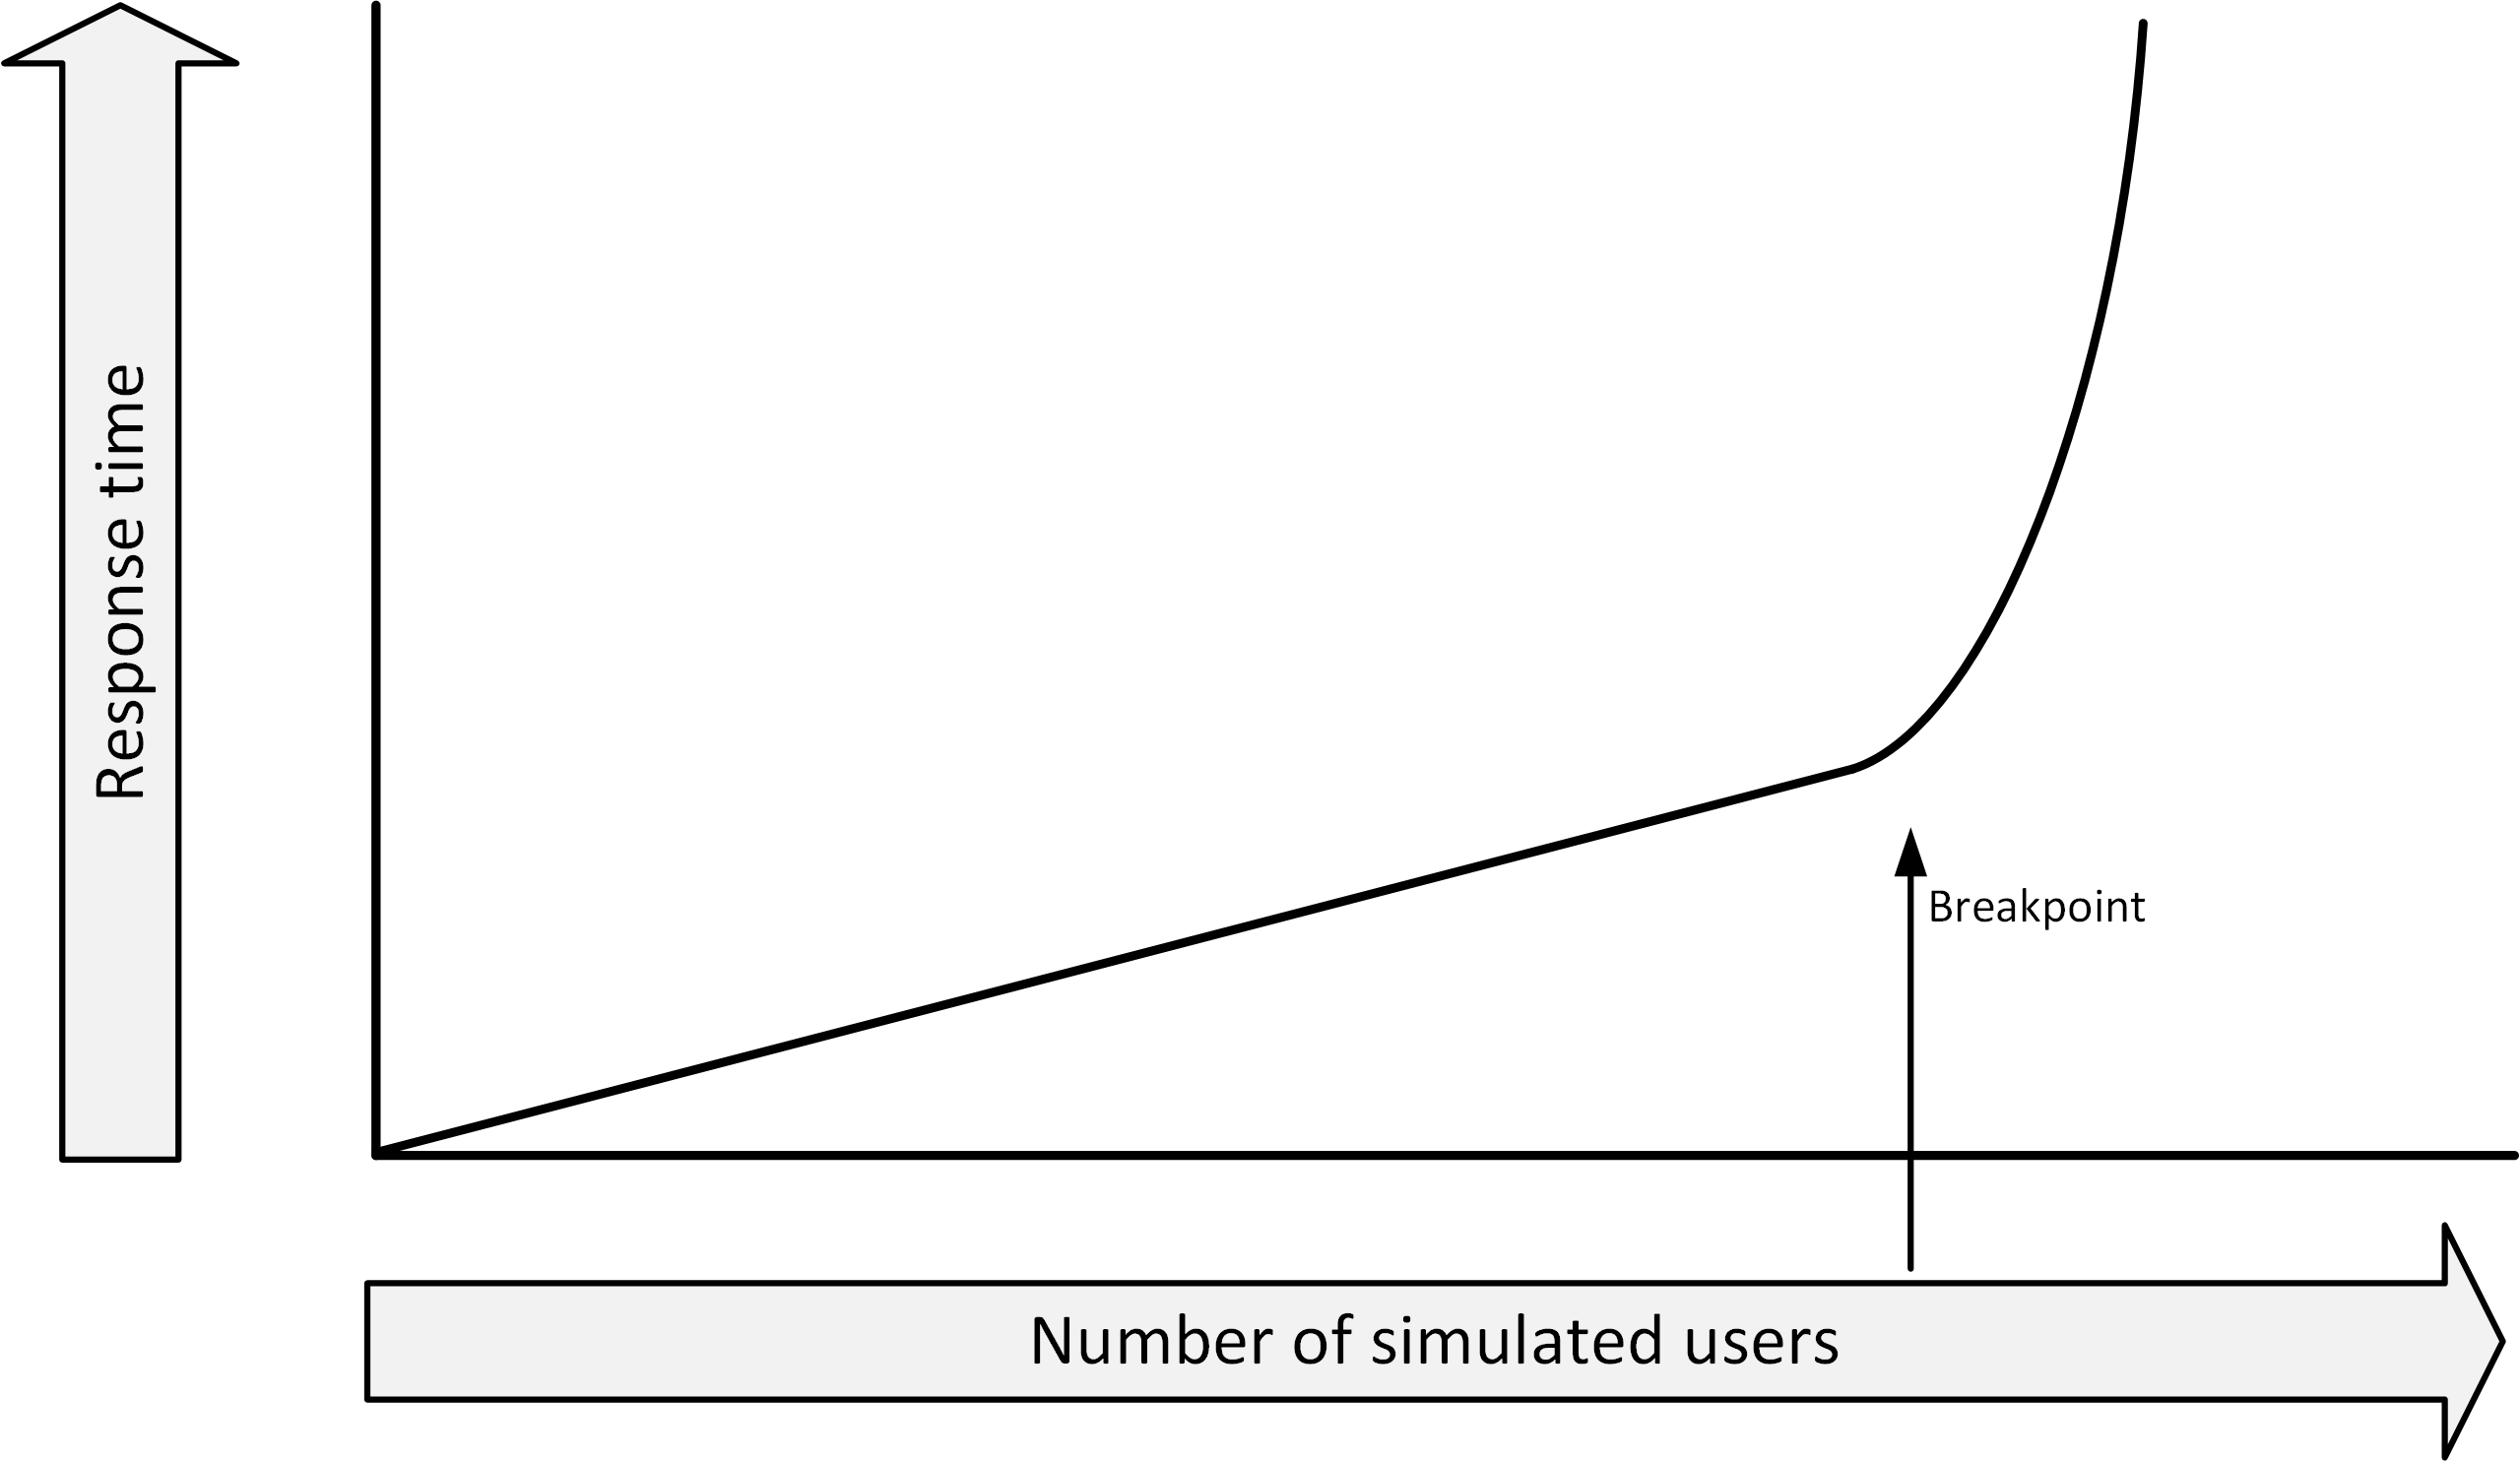 Response time
Breakpoint
Number of simulated users